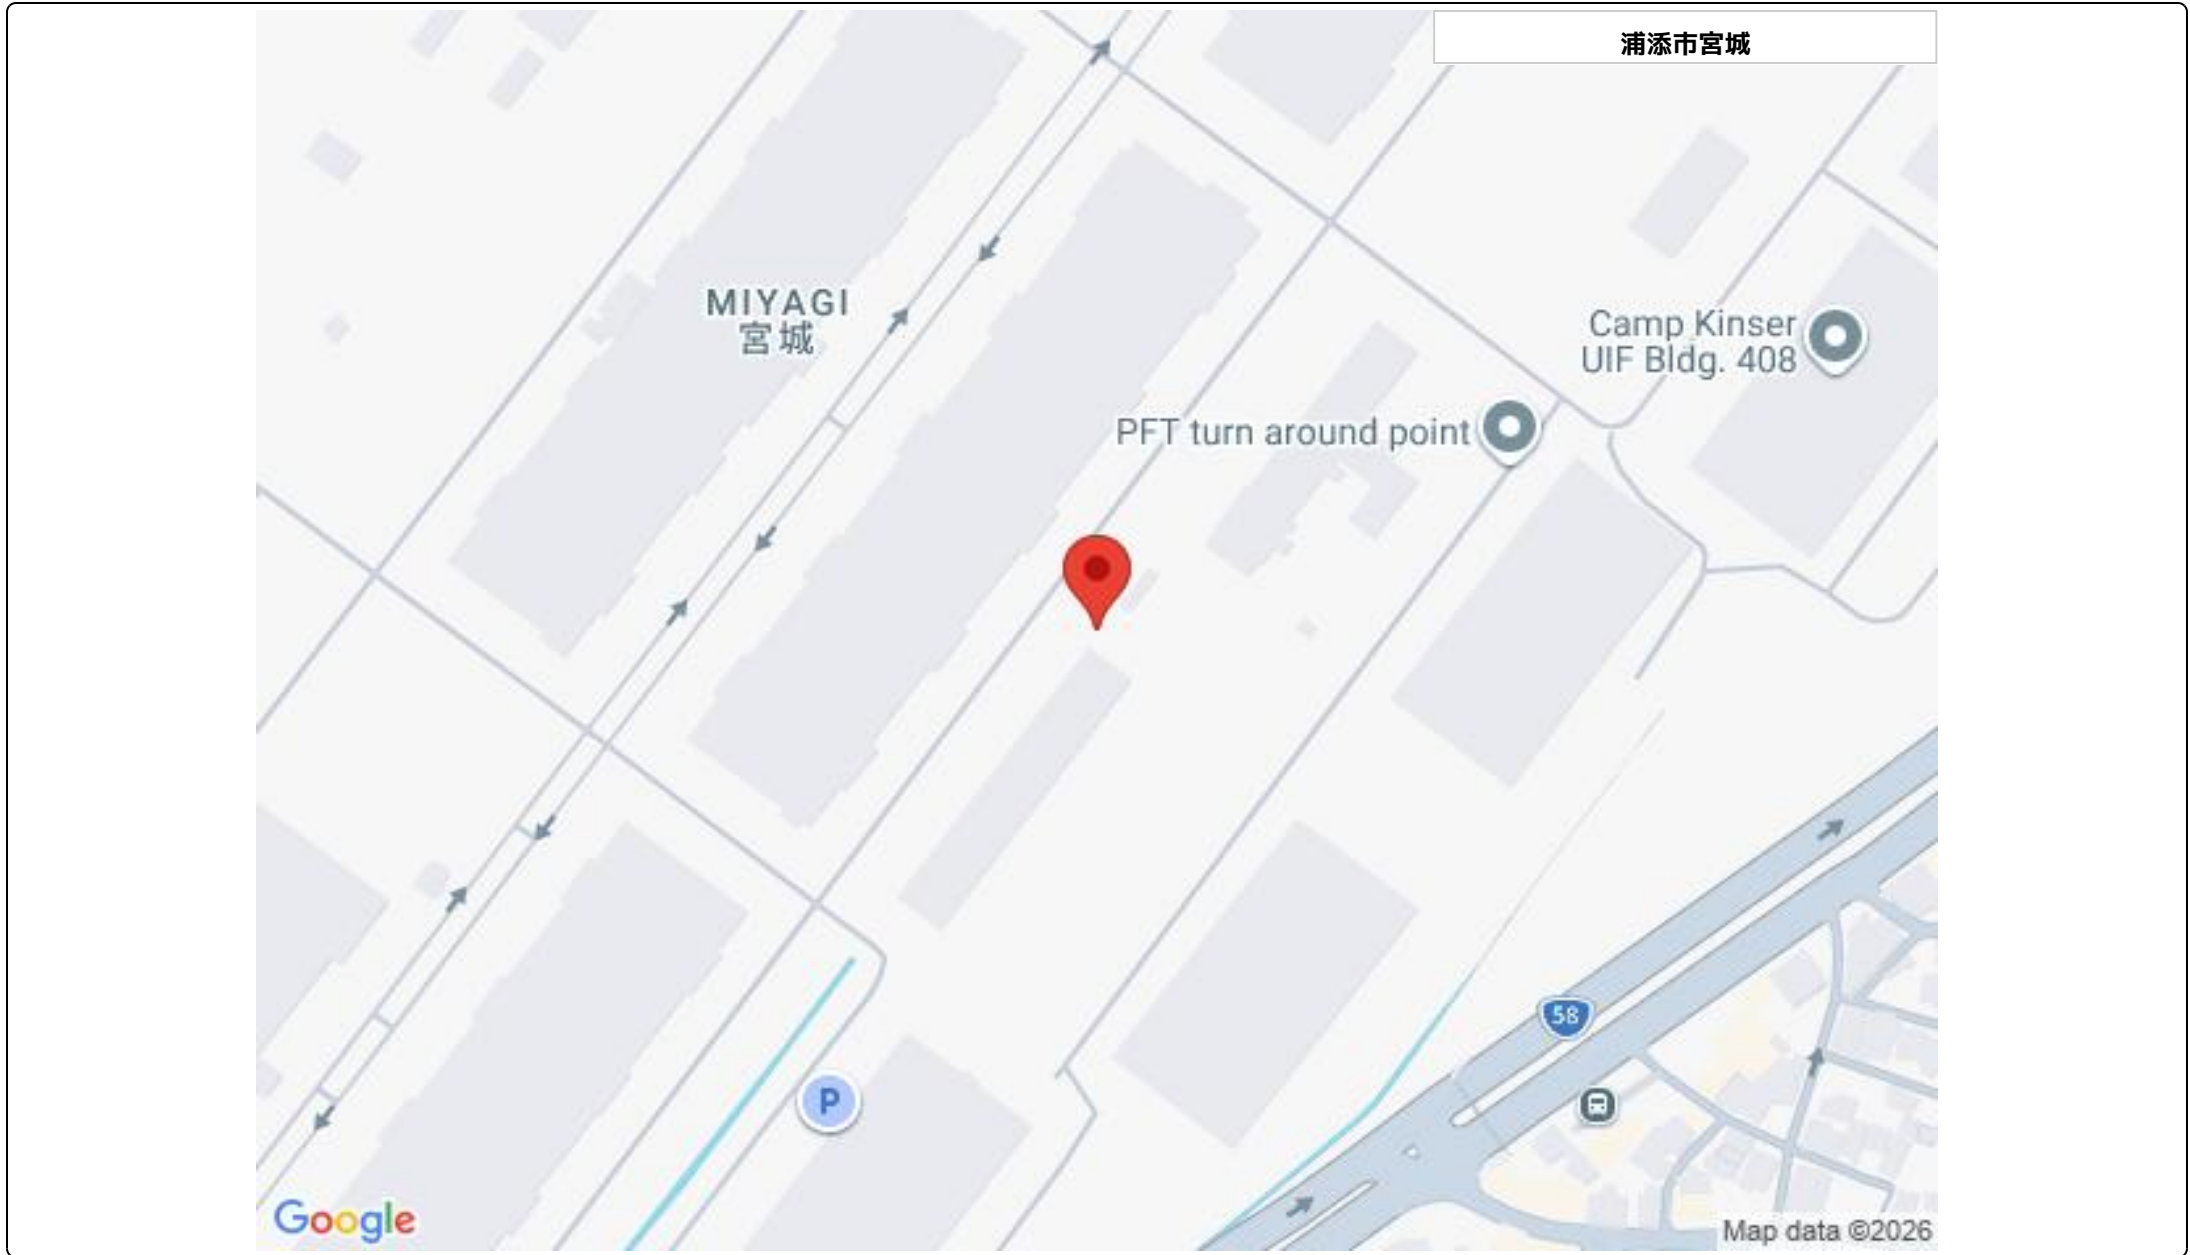 浦添市宮城
MIYAGI
宮城
Camp Kinser
UIF Bldg. 408
PFT turn around point
58
P
Google
Map data ©2026